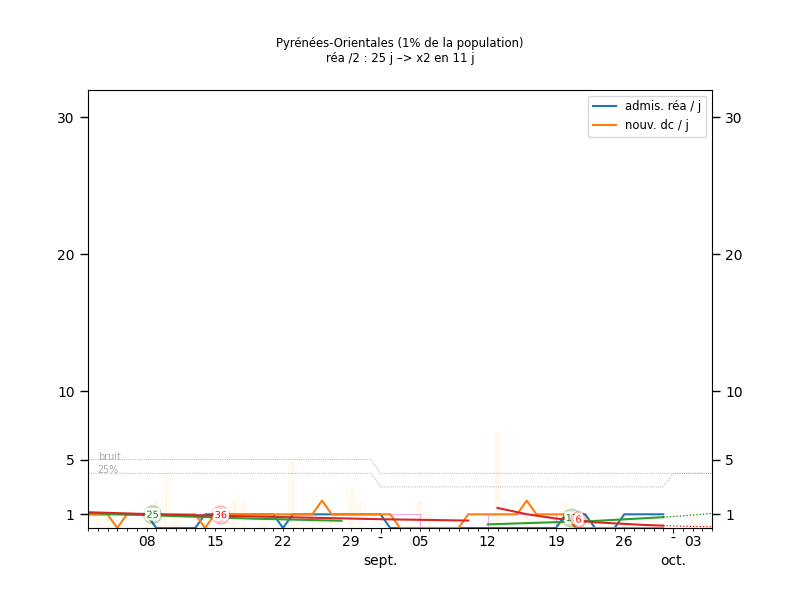 Pyrénées-Orientales (1% de la population)
réa /2 : 25 j –> x2 en 11 j
admis. réa / j
nouv. dc / j
30 30
20 20
10 10
5 5
1 1
bruit
25%
25 36 6
08 15 22 29 - 05 12 19 26 - 03
sept. oct.